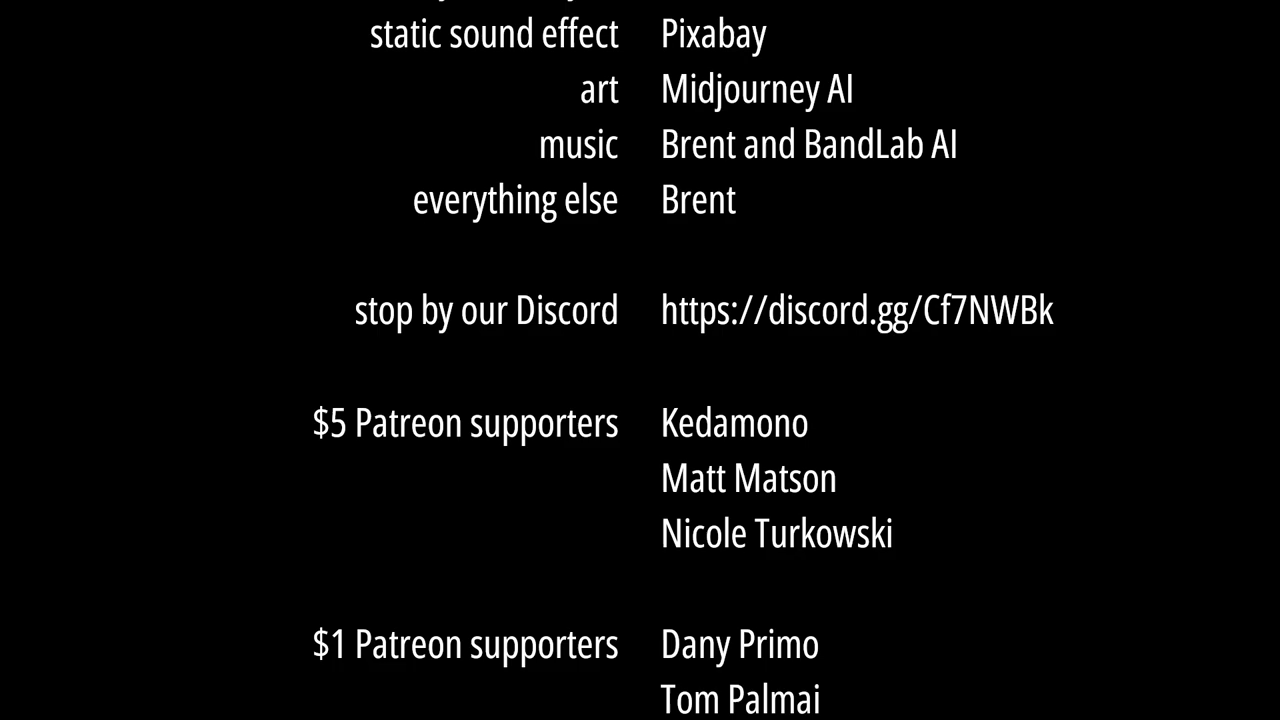 static sound effect Pixabay
art Midjourney AI
music Brent and BandLab AI
everything else Brent
stop by our Discord https://discord.gg/Cf7NWBk
$5 Patreon supporters Kedamono
Matt Matson
Nicole Turkowski
$1 Patreon supporters Dany Primo
Tom Palmai